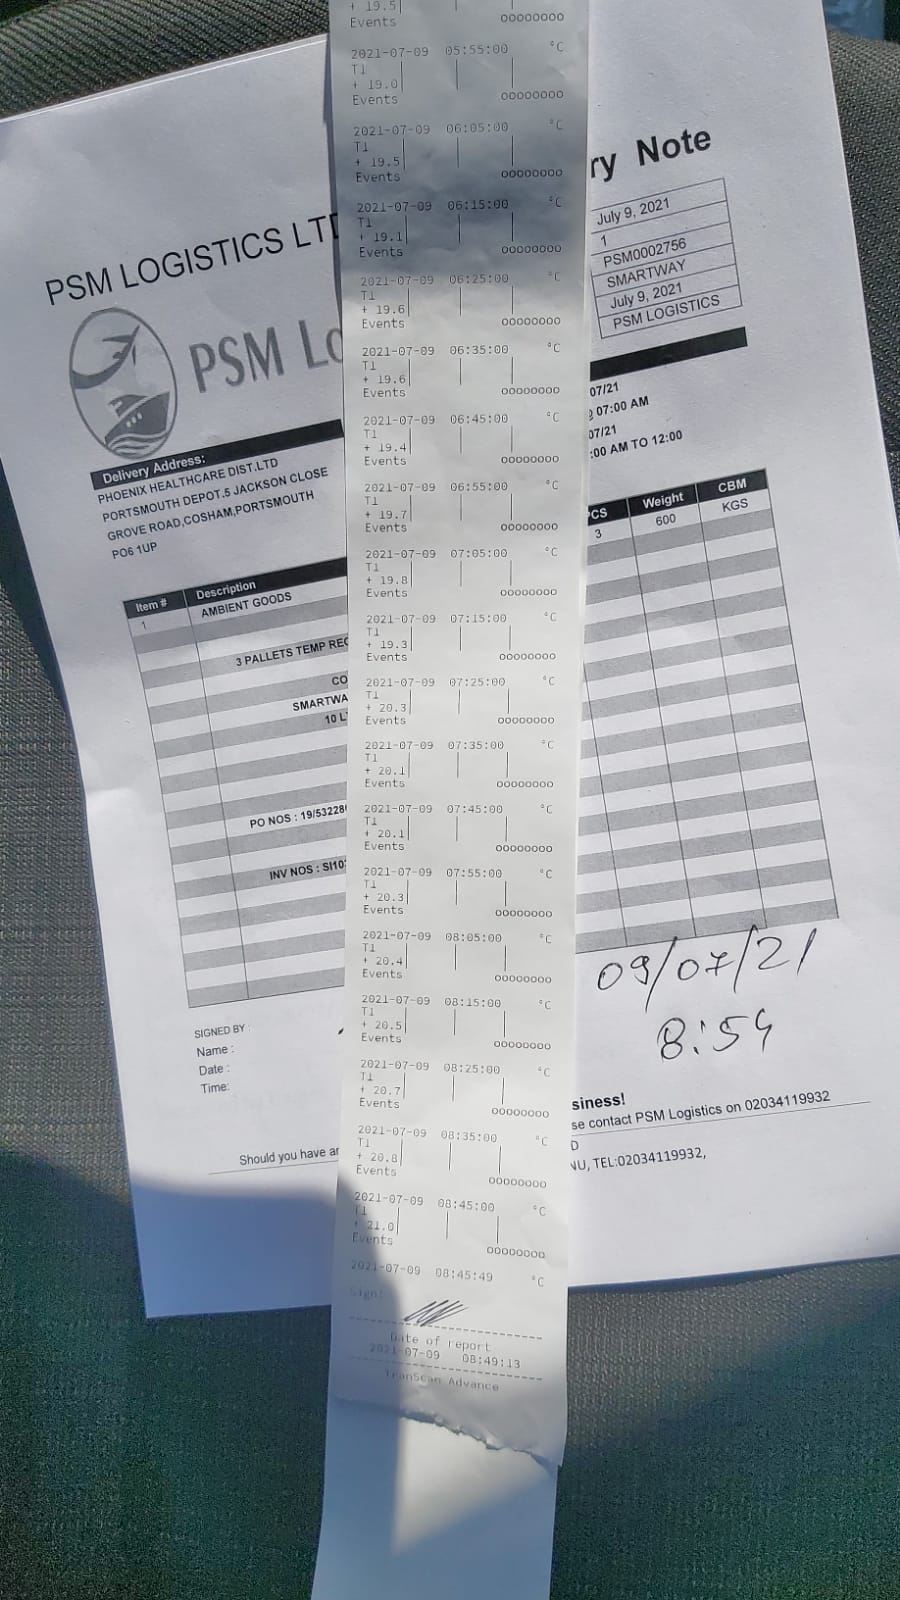 + 19.5
Events 00000000
2021-07-09 05:55:00 °C
T1
+ 19.0
Events 00000000
2021-07-09 06:05:00 °C
T1
+ 19.5
Events 00000000
2021-07-09 06:15:00 °C
T1
+ 19.1
Events 00000000
2021-07-09 06:25:00 °C
T1
+ 19.6
Events 00000000
2021-07-09 06:35:00 °C
T1
+ 19.6
Events 00000000
2021-07-09 06:45:00 °C
T1
+ 19.4
Events 00000000
2021-07-09 06:55:00 °C
T1
+ 19.7
Events 00000000
2021-07-09 07:05:00 °C
T1
+ 19.8
Events 00000000
2021-07-09 07:15:00 °C
T1
+ 19.3
Events 00000000
2021-07-09 07:25:00 °C
T1
+ 20.3
Events 00000000
2021-07-09 07:35:00 °C
T1
+ 20.1
Events 00000000
2021-07-09 07:45:00 °C
T1
+ 20.1
Events 00000000
2021-07-09 07:55:00 °C
T1
+ 20.3
Events 00000000
2021-07-09 08:05:00 °C
T1
+ 20.4
Events 00000000
2021-07-09 08:15:00 °C
T1
+ 20.5
Events 00000000
2021-07-09 08:25:00 °C
T1
+ 20.7
Events 00000000
2021-07-09 08:35:00 °C
T1
+ 20.8
Events 00000000
2021-07-09 08:45:00 °C
T1
+ 21.0
Events 00000000
2021-07-09 08:45:49 °C
Sign:
Date of report
2021-07-09 08:49:13
TranScan Advance
PSM LOGISTICS LTD
PSM Lo
Delivery Address:
PHOENIX HEALTHCARE DIST.LTD
PORTSMOUTH DEPOT,5 JACKSON CLOSE
GROVE ROAD,COSHAM,PORTSMOUTH
PO6 1UP
Item # Description
1 AMBIENT GOODS
3 PALLETS TEMP REC
CO
SMARTWA
10 L
PO NOS : 19/53228
INV NOS : SI10
SIGNED BY :
Name :
Date :
Time:
Should you have an
ry Note
July 9, 2021
1
PSM0002756
SMARTWAY
July 9, 2021
PSM LOGISTICS
07/21
07:00 AM
07/21
:00 AM TO 12:00
CS Weight CBM
3 600 KGS
09/07/21
8:54
siness!
se contact PSM Logistics on 02034119932
D
NU, TEL:02034119932,